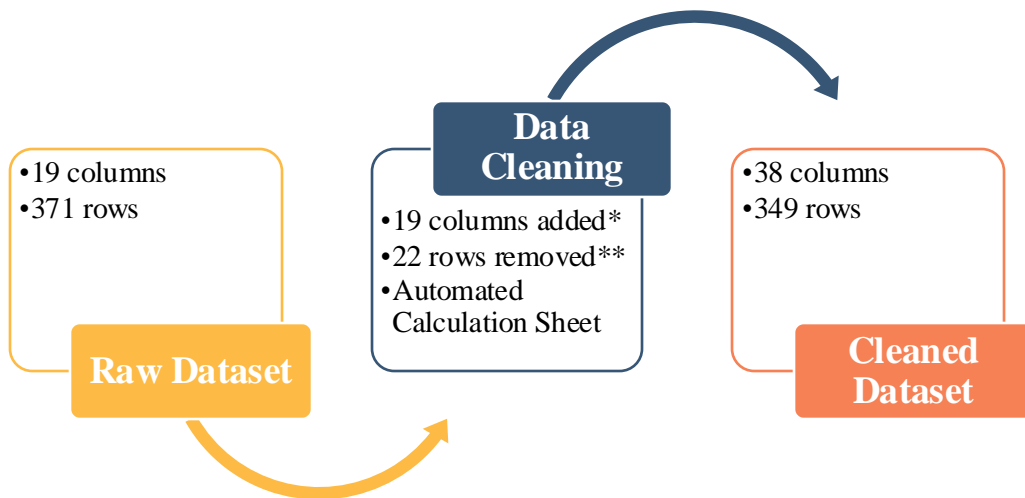 •19 columns
•371 rows
Raw Dataset
Data
Cleaning
•19 columns added*
•22 rows removed**
•Automated
Calculation Sheet
•38 columns
•349 rows
Cleaned
Dataset